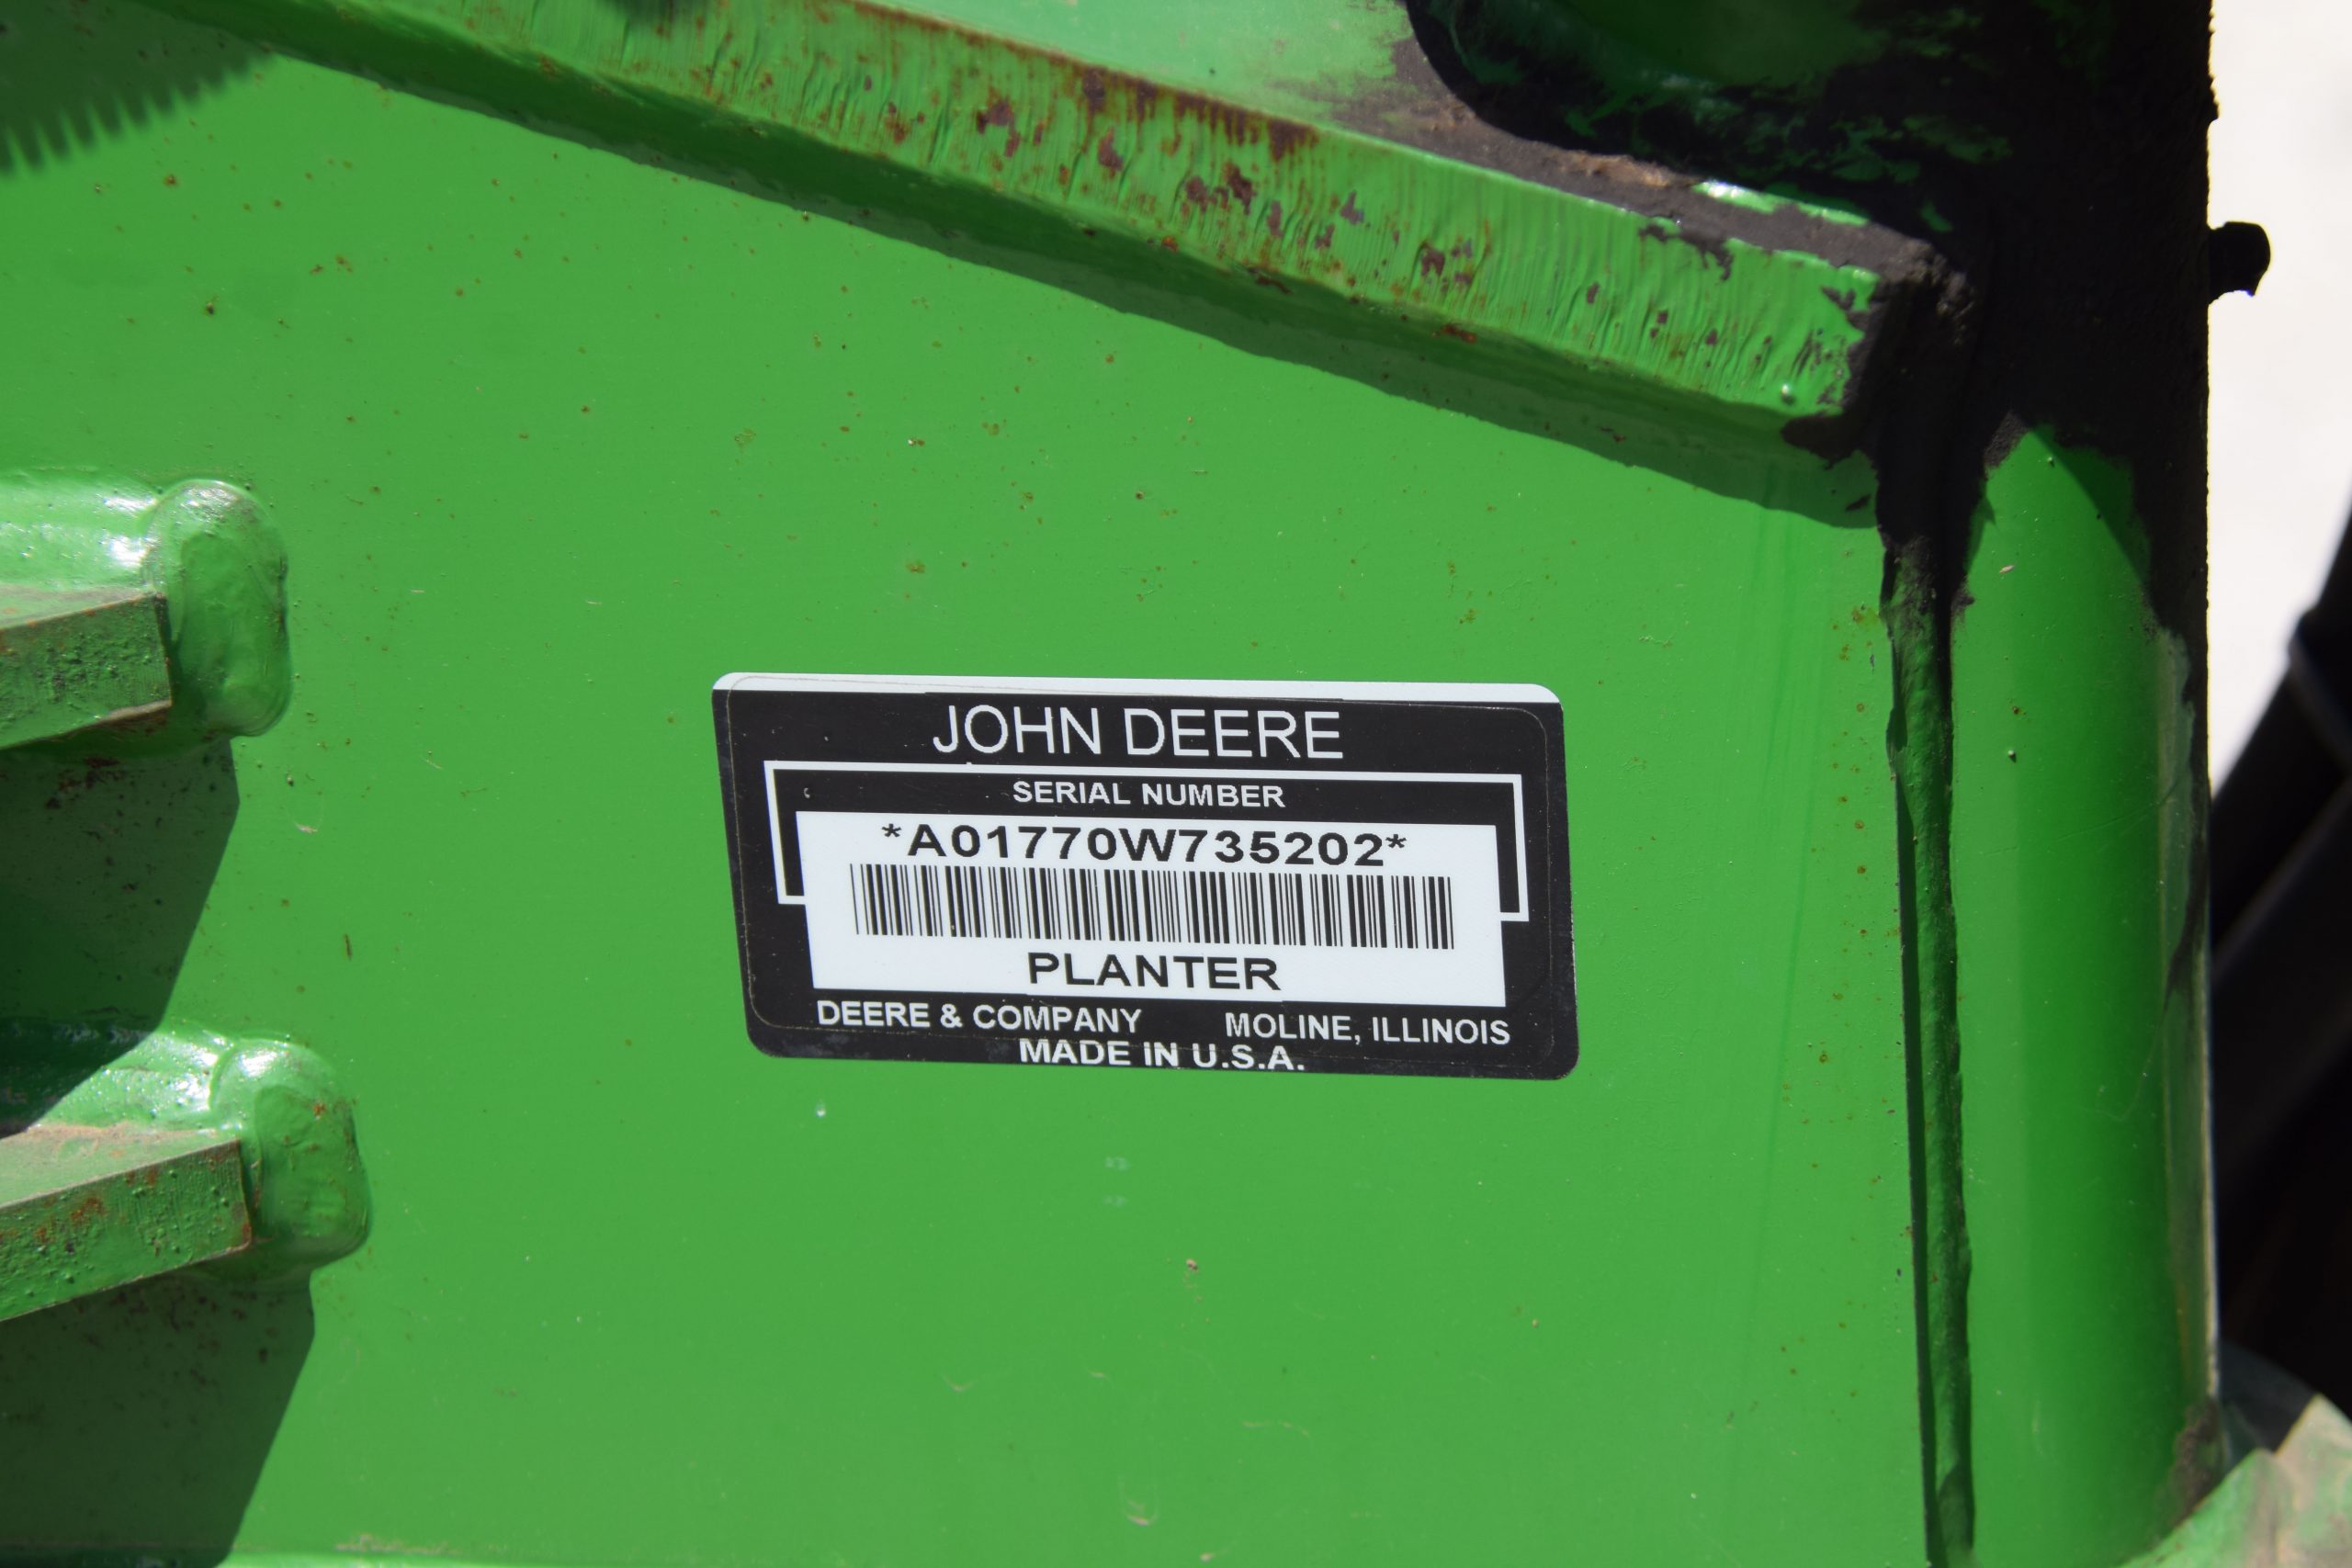 JOHN DEERE
SERIAL NUMBER
*A01770W735202*
PLANTER
DEERE & COMPANY MOLINE, ILLINOIS
MADE IN U.S.A.